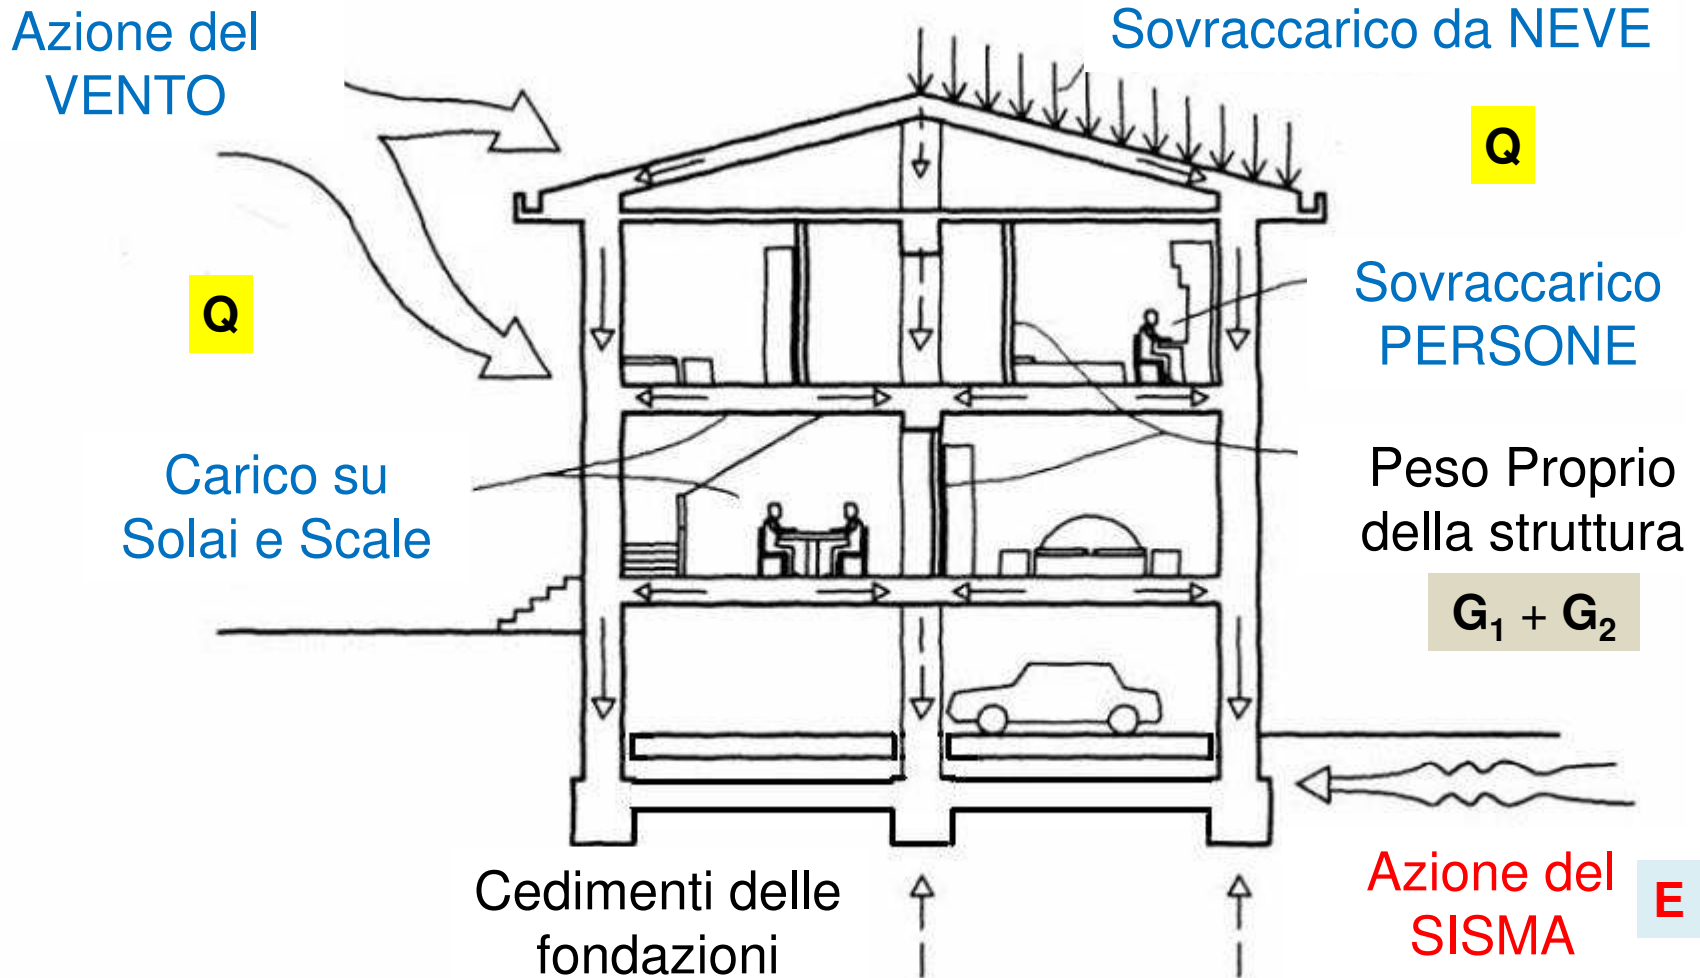 Azione del
VENTO
Sovraccarico da NEVE
Q
Q
Sovraccarico
PERSONE
Carico su
Solai e Scale
Peso Proprio
della struttura
G₁ + G₂
Cedimenti delle
fondazioni
Azione del
SISMA
E